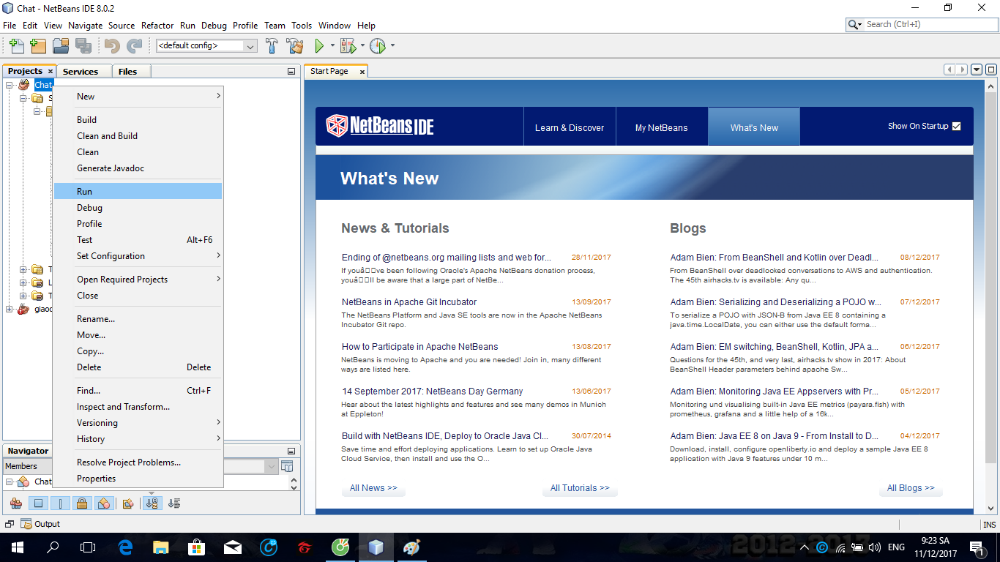 Chat - NetBeans IDE 8.0.2
File Edit View Navigate Source Refactor Run Debug Profile Team Tools Window Help
Search (Ctrl+I)
<default config>
Projects Services Files
Start Page
Chat
New
Build
Clean and Build
Clean
Generate Javadoc
Run
Debug
Profile
Test Alt+F6
Set Configuration
Open Required Projects
Close
Rename...
Move...
Copy...
Delete Delete
Find... Ctrl+F
Inspect and Transform...
Versioning
History
Resolve Project Problems...
Properties
S
T
L
T
giaod
Navigator
Members
Chat
NetBeans IDE
Learn & Discover
My NetBeans
What's New
Show On Startup
What's New
News & Tutorials
Ending of @netbeans.org mailing lists and web for... 28/11/2017
If youâ▯▯ve been following Oracle's Apache NetBeans donation process,
youâ▯▯ll be aware that a large part of NetBe...
NetBeans in Apache Git Incubator 13/09/2017
The NetBeans Platform and Java SE tools are now in the Apache NetBeans
Incubator Git repo.
How to Participate in Apache NetBeans 13/08/2017
NetBeans is moving to Apache and you are needed! Join in, many different
ways are listed here.
14 September 2017: NetBeans Day Germany 13/06/2017
Hear about the latest highlights and features and see many demos in Munich
at Eppleton!
Build with NetBeans IDE, Deploy to Oracle Java Cl... 30/07/2014
Save time and effort deploying applications. Learn to set up Oracle Java
Cloud Service, then install and use the O...
All News >>
All Tutorials >>
Blogs
Adam Bien: From BeanShell and Kotlin over Deadl... 08/12/2017
From BeanShell over deadlocked conversations to AWS and authentication.
The 45th airhacks.tv is available: Any qu...
Adam Bien: Serializing and Deserializing a POJO w... 07/12/2017
To serialize a POJO with JSON-B from Java EE 8 containing a
java.time.LocalDate, you can either use the default forma...
Adam Bien: EM switching, BeanShell, Kotlin, JPA a... 06/12/2017
Questions for the 45th, and very last, airhacks.tv show in 2017: About
BeanShell Header parameters behind apache Sw...
Adam Bien: Monitoring Java EE Appservers with Pr... 05/12/2017
Monitoring und visualising built-in Java EE metrics (payara.fish) with
prometheus, grafana and a little help of a 16k...
Adam Bien: Java EE 8 on Java 9 - From Install to D... 04/12/2017
Download, install, configure openliberty.io and deploy a sample Java EE 8
application with Java 9 features under 10 m...
All Blogs >>
Output
INS
2012-2017
ENG
9:23 SA
11/12/2017
1